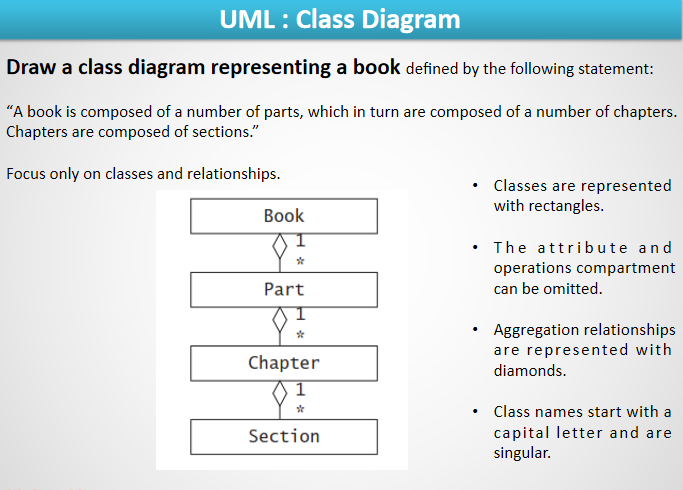 UML : Class Diagram
Draw a class diagram representing a book defined by the following statement:
“A book is composed of a number of parts, which in turn are composed of a number of chapters.
Chapters are composed of sections.”
Focus only on classes and relationships.
Book
1
*
Part
1
*
Chapter
1
*
Section
• Classes are represented
with rectangles.
• The attribute and
operations compartment
can be omitted.
• Aggregation relationships
are represented with
diamonds.
• Class names start with a
capital letter and are
singular.